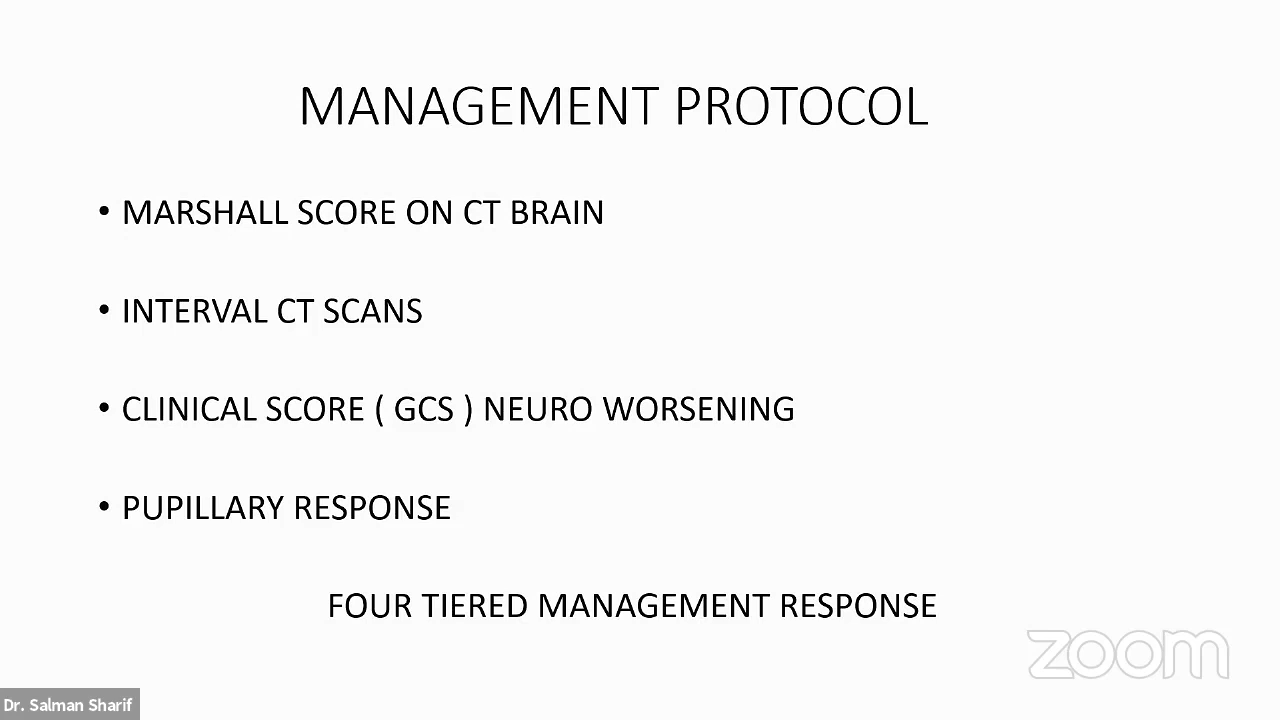 MANAGEMENT PROTOCOL
• MARSHALL SCORE ON CT BRAIN
• INTERVAL CT SCANS
• CLINICAL SCORE ( GCS ) NEURO WORSENING
• PUPILLARY RESPONSE
FOUR TIERED MANAGEMENT RESPONSE
zoom
Dr. Salman Sharif